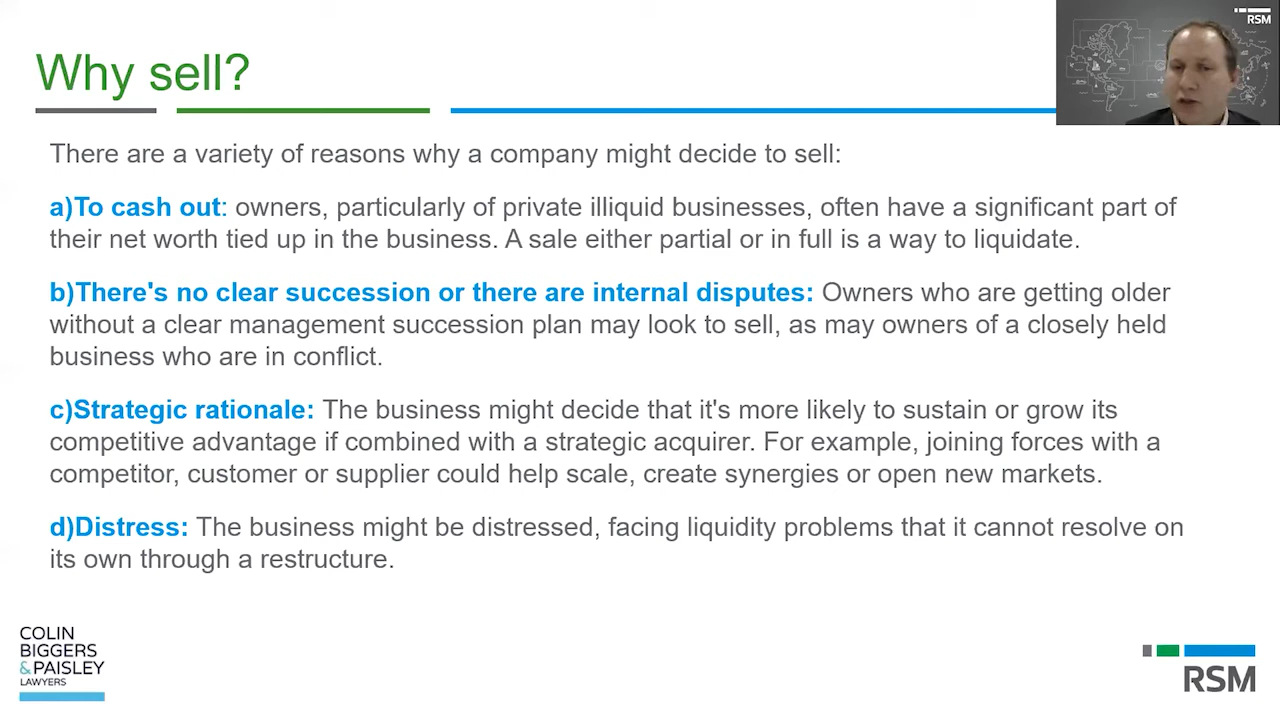 RSM
Why sell?
There are a variety of reasons why a company might decide to sell:
a)To cash out: owners, particularly of private illiquid businesses, often have a significant part of
their net worth tied up in the business. A sale either partial or in full is a way to liquidate.
b)There's no clear succession or there are internal disputes: Owners who are getting older
without a clear management succession plan may look to sell, as may owners of a closely held
business who are in conflict.
c)Strategic rationale: The business might decide that it's more likely to sustain or grow its
competitive advantage if combined with a strategic acquirer. For example, joining forces with a
competitor, customer or supplier could help scale, create synergies or open new markets.
d)Distress: The business might be distressed, facing liquidity problems that it cannot resolve on
its own through a restructure.
COLIN
BIGGERS
&PAISLEY
LAWYERS
RSM